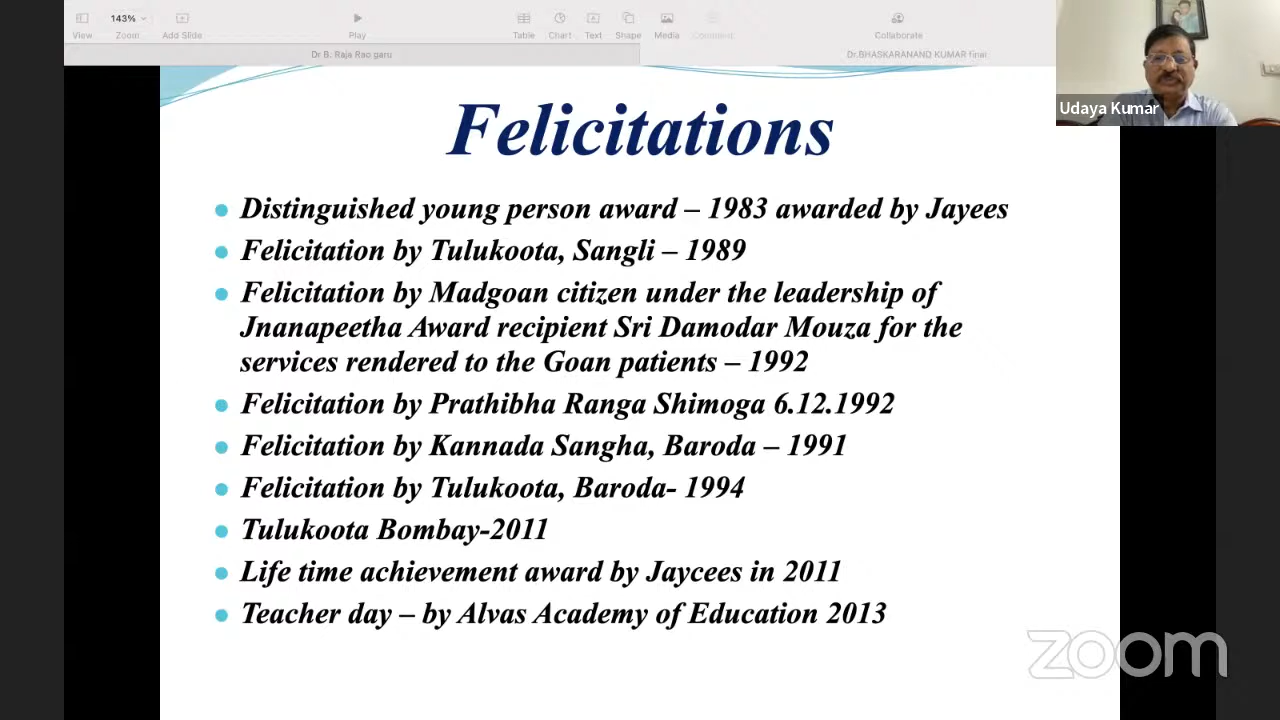 143%
View
Zoom
Add Slide
Play
Table
Chart
Text
Shape
Media
Comment
Collaborate
Dr B. Raja Rao garu
Dr.BHASKARANAND KUMAR final
Udaya Kumar
Felicitations
Distinguished young person award – 1983 awarded by Jayees
Felicitation by Tulukoota, Sangli – 1989
Felicitation by Madgoan citizen under the leadership of
Jnanapeetha Award recipient Sri Damodar Mouza for the
services rendered to the Goan patients – 1992
Felicitation by Prathibha Ranga Shimoga 6.12.1992
Felicitation by Kannada Sangha, Baroda – 1991
Felicitation by Tulukoota, Baroda- 1994
Tulukoota Bombay-2011
Life time achievement award by Jaycees in 2011
Teacher day – by Alvas Academy of Education 2013
zoom